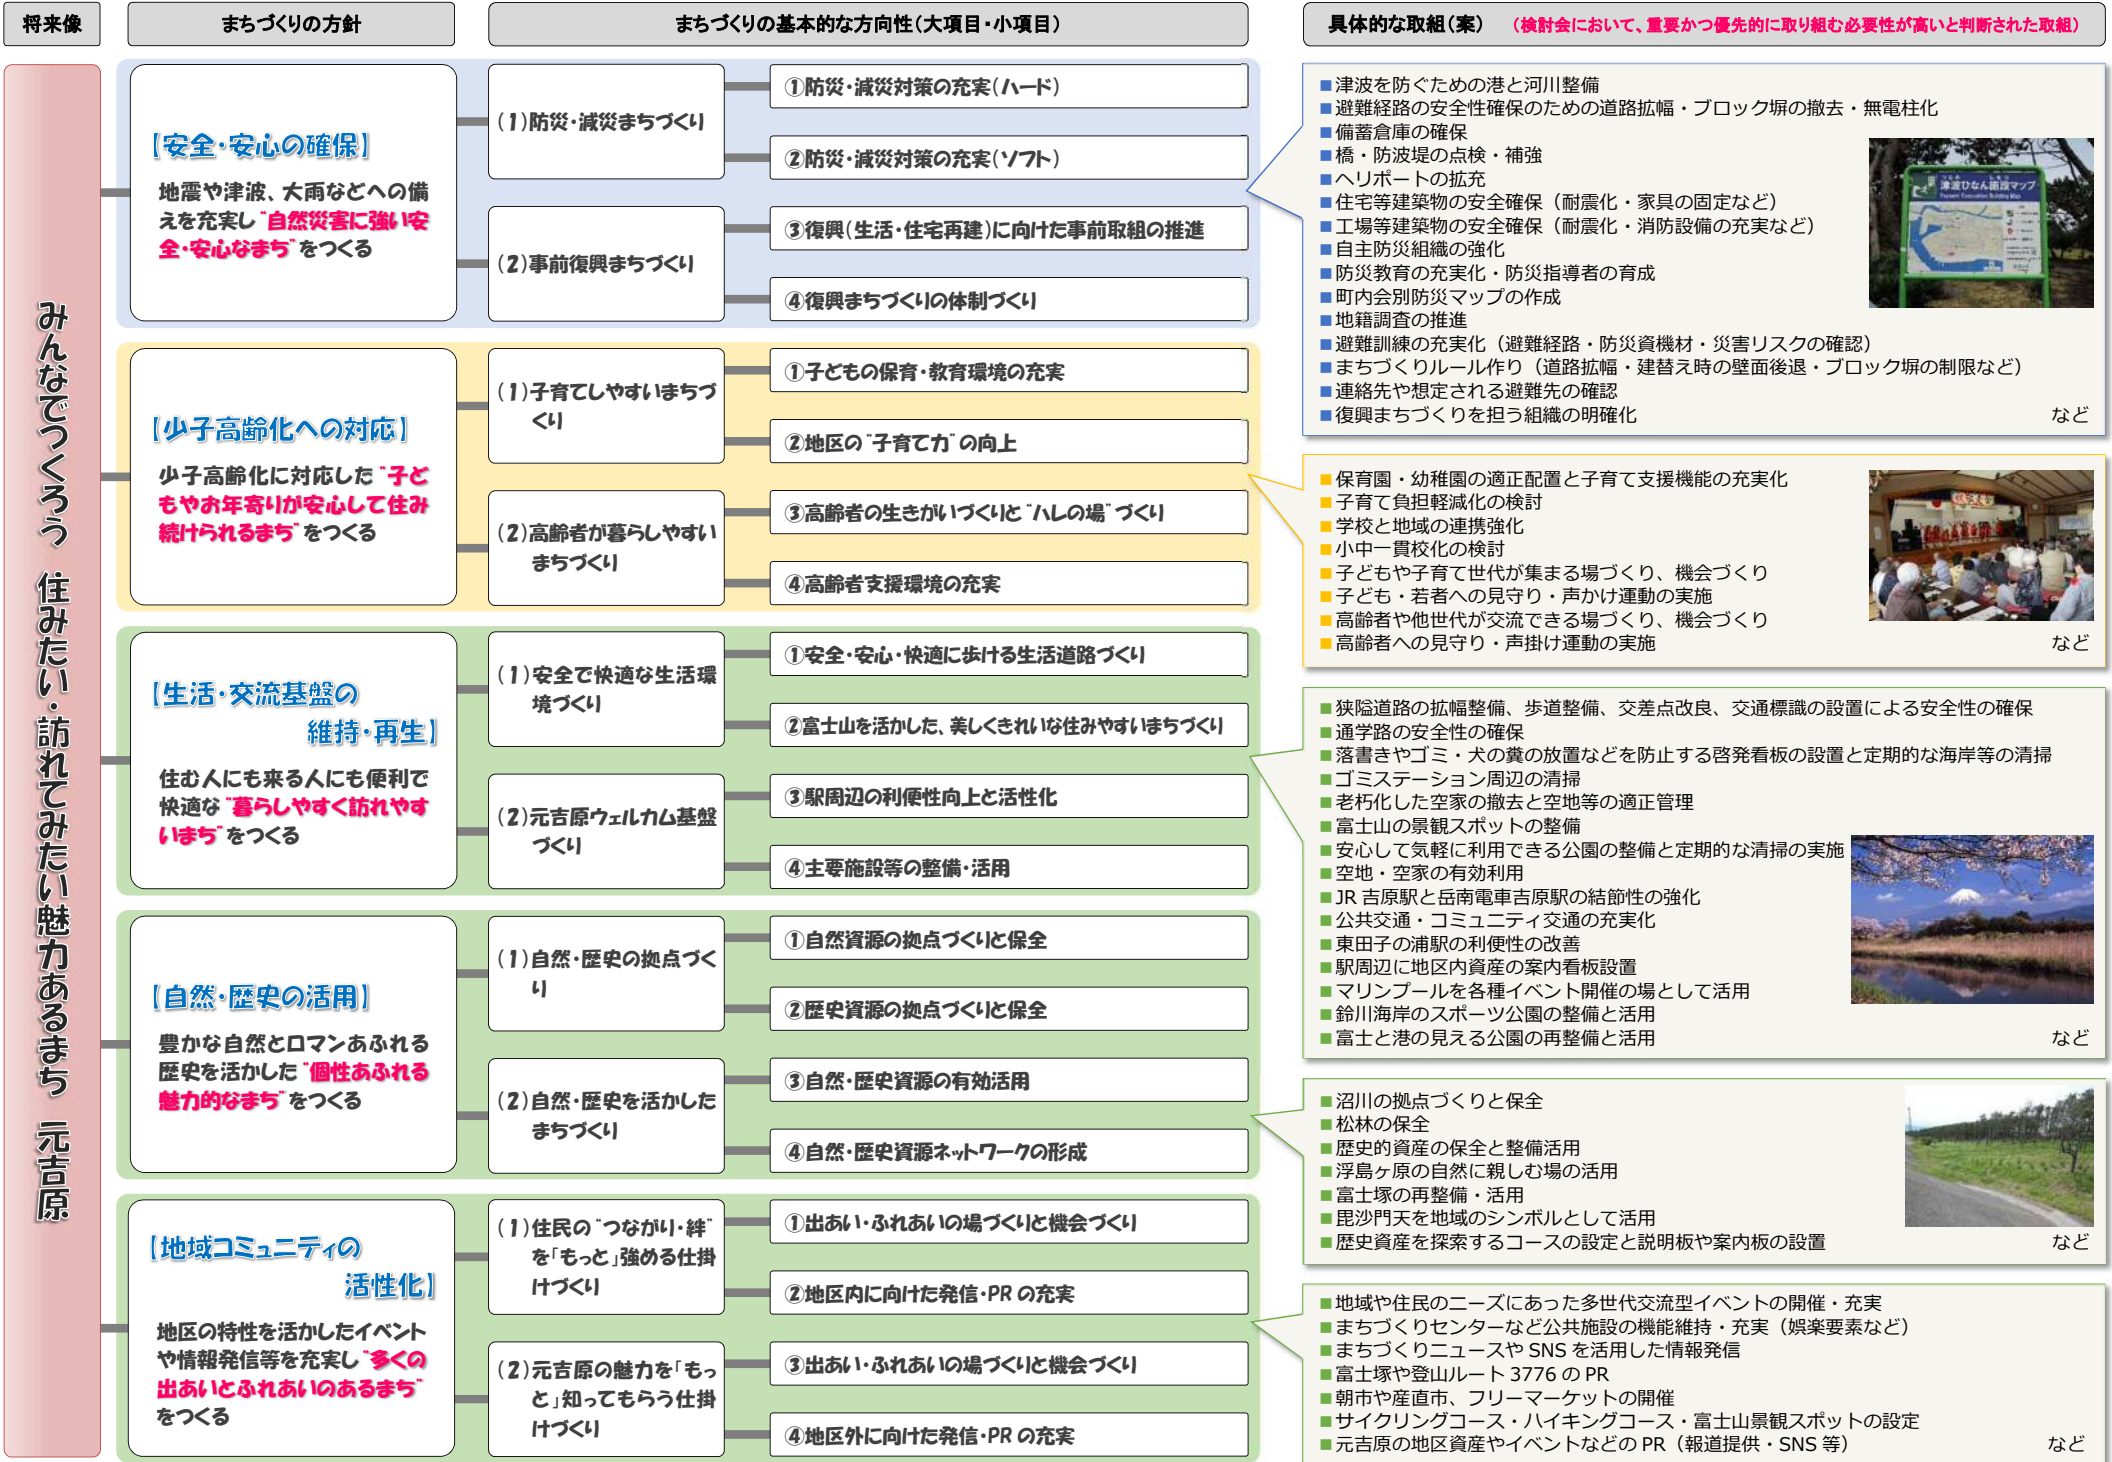 将来像
まちづくりの方針
まちづくりの基本的な方向性(大項目・小項目)
具体的な取組(案) (検討会において、重要かつ優先的に取り組む必要性が高いと判断された取組)
みんなでつくろう 住みたい・訪れてみたい魅力あるまち 元吉原
【安全・安心の確保】
地震や津波、大雨などへの備
えを充実し“自然災害に強い安
全・安心なまち”をつくる
(1)防災・減災まちづくり
①防災・減災対策の充実(ハード)
②防災・減災対策の充実(ソフト)
(2)事前復興まちづくり
③復興(生活・住宅再建)に向けた事前取組の推進
④復興まちづくりの体制づくり
■津波を防ぐための港と河川整備
■避難経路の安全性確保のための道路拡幅・ブロック塀の撤去・無電柱化
■備蓄倉庫の確保
■橋・防波堤の点検・補強
■ヘリポートの拡充
■住宅等建築物の安全確保（耐震化・家具の固定など）
■工場等建築物の安全確保（耐震化・消防設備の充実など）
■自主防災組織の強化
■防災教育の充実化・防災指導者の育成
■町内会別防災マップの作成
■地籍調査の推進
■避難訓練の充実化（避難経路・防災資機材・災害リスクの確認）
■まちづくりルール作り（道路拡幅・建替え時の壁面後退・ブロック塀の制限など）
■連絡先や想定される避難先の確認
■復興まちづくりを担う組織の明確化
など
津波ひなん施設マップ
【少子高齢化への対応】
少子高齢化に対応した“子ど
もやお年寄りが安心して住み
続けられるまち”をつくる
(1)子育てしやすいまちづ
くり
①子どもの保育・教育環境の充実
②地区の“子育て力”の向上
(2)高齢者が暮らしやすい
まちづくり
③高齢者の生きがいづくりと“ハレの場”づくり
④高齢者支援環境の充実
■保育園・幼稚園の適正配置と子育て支援機能の充実化
■子育て負担軽減化の検討
■学校と地域の連携強化
■小中一貫校化の検討
■子どもや子育て世代が集まる場づくり、機会づくり
■子ども・若者への見守り・声かけ運動の実施
■高齢者や他世代が交流できる場づくり、機会づくり
■高齢者への見守り・声掛け運動の実施
など
【生活・交流基盤の
維持・再生】
住む人にも来る人にも便利で
快適な“暮らしやすく訪れやす
いまち”をつくる
(1)安全で快適な生活環
境づくり
①安全・安心・快適に歩ける生活道路づくり
②富士山を活かした、美しくきれいな住みやすいまちづくり
(2)元吉原ウェルカム基盤
づくり
③駅周辺の利便性向上と活性化
④主要施設等の整備・活用
■狭隘道路の拡幅整備、歩道整備、交差点改良、交通標識の設置による安全性の確保
■通学路の安全性の確保
■落書きやゴミ・犬の糞の放置などを防止する啓発看板の設置と定期的な海岸等の清掃
■ゴミステーション周辺の清掃
■老朽化した空家の撤去と空地等の適正管理
■富士山の景観スポットの整備
■安心して気軽に利用できる公園の整備と定期的な清掃の実施
■空地・空家の有効利用
■JR 吉原駅と岳南電車吉原駅の結節性の強化
■公共交通・コミュニティ交通の充実化
■東田子の浦駅の利便性の改善
■駅周辺に地区内資産の案内看板設置
■マリンプールを各種イベント開催の場として活用
■鈴川海岸のスポーツ公園の整備と活用
■富士と港の見える公園の再整備と活用
など
【自然・歴史の活用】
豊かな自然とロマンあふれる
歴史を活かした“個性あふれる
魅力的なまち”をつくる
(1)自然・歴史の拠点づく
り
①自然資源の拠点づくりと保全
②歴史資源の拠点づくりと保全
(2)自然・歴史を活かした
まちづくり
③自然・歴史資源の有効活用
④自然・歴史資源ネットワークの形成
■沼川の拠点づくりと保全
■松林の保全
■歴史的資産の保全と整備活用
■浮島ヶ原の自然に親しむ場の活用
■富士塚の再整備・活用
■毘沙門天を地域のシンボルとして活用
■歴史資産を探索するコースの設定と説明板や案内板の設置
など
【地域コミュニティの
活性化】
地区の特性を活かしたイベント
や情報発信等を充実し“多くの
出あいとふれあいのあるまち”
をつくる
(1)住民の“つながり・絆”
を「もっと」強める仕掛
けづくり
①出あい・ふれあいの場づくりと機会づくり
②地区内に向けた発信・PR の充実
(2)元吉原の魅力を「もっ
と」知ってもらう仕掛
けづくり
③出あい・ふれあいの場づくりと機会づくり
④地区外に向けた発信・PR の充実
■地域や住民のニーズにあった多世代交流型イベントの開催・充実
■まちづくりセンターなど公共施設の機能維持・充実（娯楽要素など）
■まちづくりニュースや SNS を活用した情報発信
■富士塚や登山ルート 3776 の PR
■朝市や産直市、フリーマーケットの開催
■サイクリングコース・ハイキングコース・富士山景観スポットの設定
■元吉原の地区資産やイベントなどの PR（報道提供・SNS 等）
など